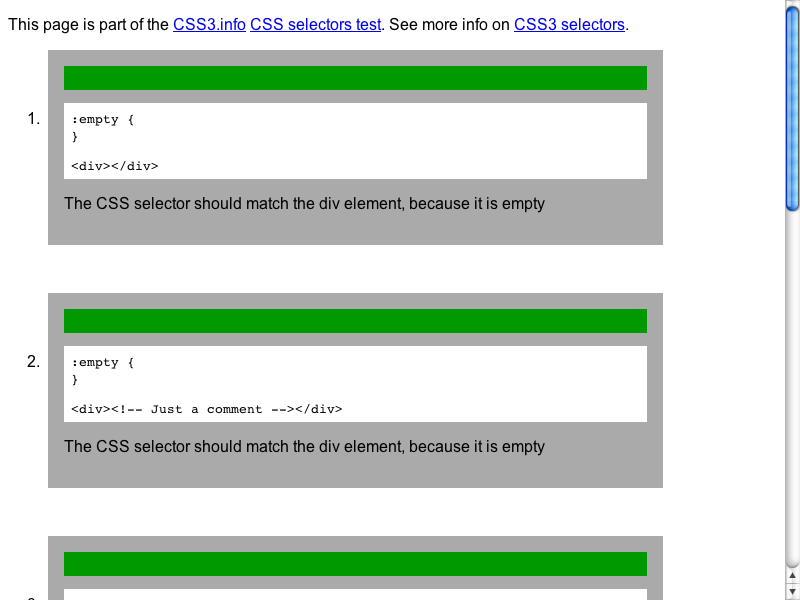 This page is part of the CSS3.info CSS selectors test. See more info on CSS3 selectors.
1.
:empty {
}
<div></div>
The CSS selector should match the div element, because it is empty
2.
:empty {
}
<div><!-- Just a comment --></div>
The CSS selector should match the div element, because it is empty